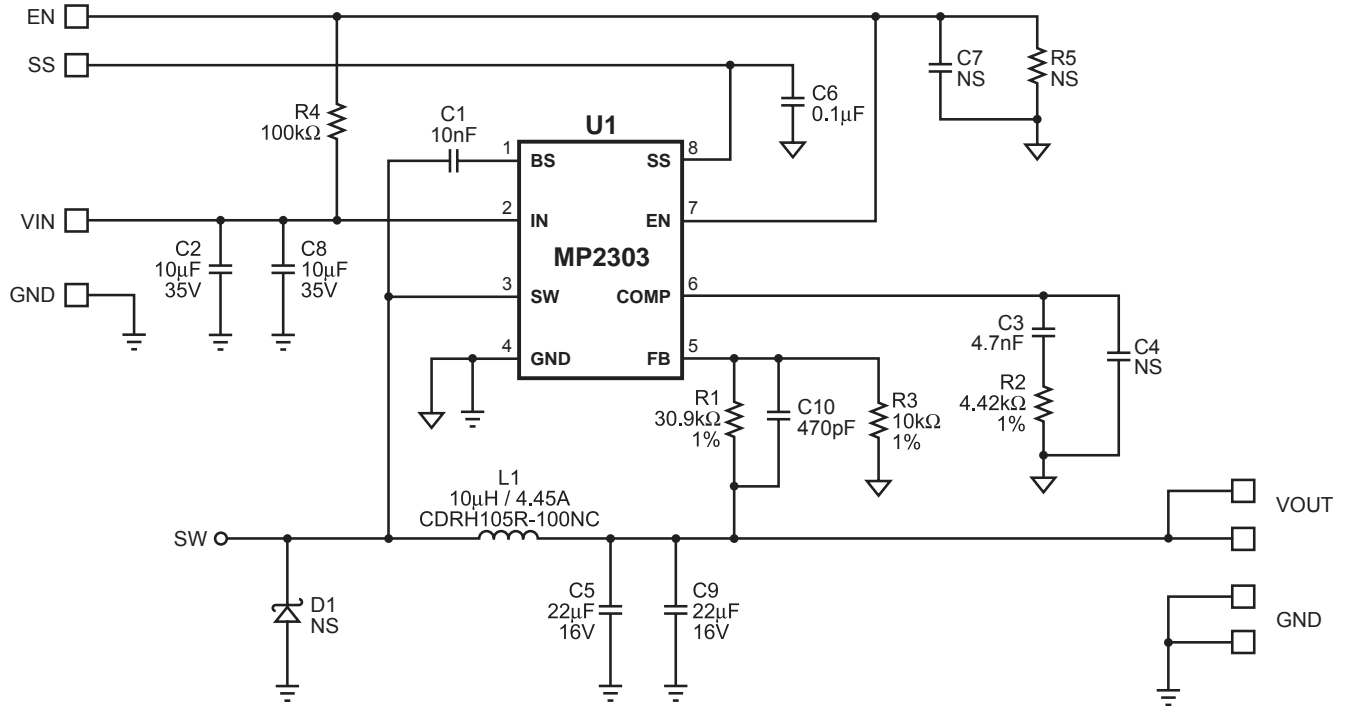 EN
SS
C7
NS
R5
NS
R4
100kΩ
C1
10nF
C6
0.1µF
U1
1
BS
SS
8
VIN
2
IN
EN
7
MP2303
C2
10µF
35V
C8
10µF
35V
GND
3
SW
COMP
6
C3
4.7nF
C4
NS
4
GND
FB
5
R1
30.9kΩ
1%
C10
470pF
R3
10kΩ
1%
R2
4.42kΩ
1%
L1
10µH / 4.45A
CDRH105R-100NC
VOUT
SW
D1
NS
C5
22µF
16V
C9
22µF
16V
GND